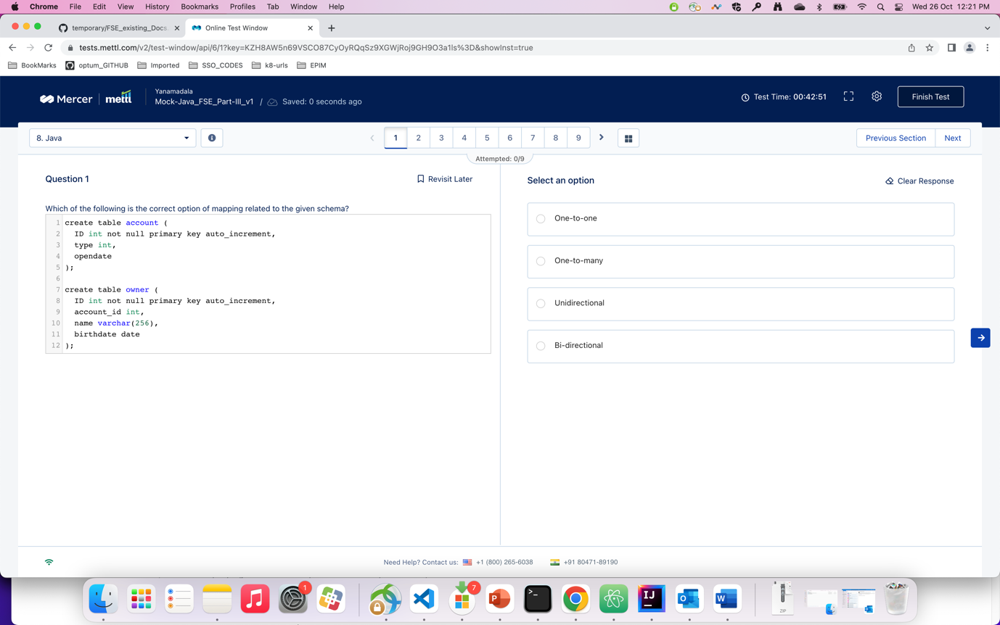 Chrome File Edit View History Bookmarks Profiles Tab Window Help Wed 26 Oct 12:21 PM
temporary/FSE_existing_Docs. Online Test Window
tests.mettl.com/v2/test-window/api/6/1?key=KZH8AW5n69VSCO87CyOyRQqSz9XGWjRoj9GH9O3a1ls%3D&showInst=true
BookMarks optum_GITHUB Imported SSO_CODES k8-urls EPIM
Mercer mettl
Yanamadala
Mock-Java_FSE_Part-III_v1 / Saved: 0 seconds ago
Test Time: 00:42:51 Finish Test
8. Java 1 2 3 4 5 6 7 8 9 Previous Section Next
Attempted: 0/9
Question 1 Revisit Later
Which of the following is the correct option of mapping related to the given schema?
1 create table account (
2 ID int not null primary key auto_increment,
3 type int,
4 opendate
5 );
6
7 create table owner (
8 ID int not null primary key auto_increment,
9 account_id int,
10 name varchar(256),
11 birthdate date
12 );
Select an option Clear Response
One-to-one
One-to-many
Unidirectional
Bi-directional
Need Help? Contact us: +1 (800) 265-6038 +91 80471-89190
1 7 P >_ IJ O W ZIP